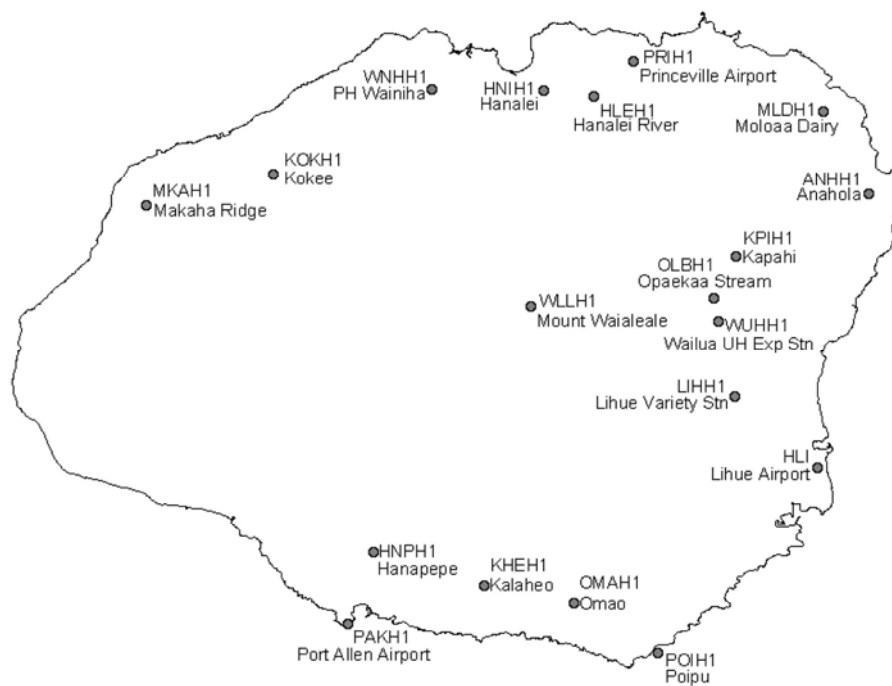 PRIH1
Princeville Airport
WNHH1
PH Wainiha
HNIH1
Hanalei
HLEH1
Hanalei River
MLDH1
Moloaa Dairy
KOKH1
Kokee
MKAH1
Makaha Ridge
ANHH1
Anahola
KPIH1
Kapahi
OLBH1
Opaekaa Stream
WLLH1
Mount Waialeale
WUHH1
Wailua UH Exp Stn
LIHH1
Lihue Variety Stn
HLI
Lihue Airport
HNPH1
Hanapepe
KHEH1
Kalaheo
OMAH1
Omao
PAKH1
Port Allen Airport
POIH1
Poipu